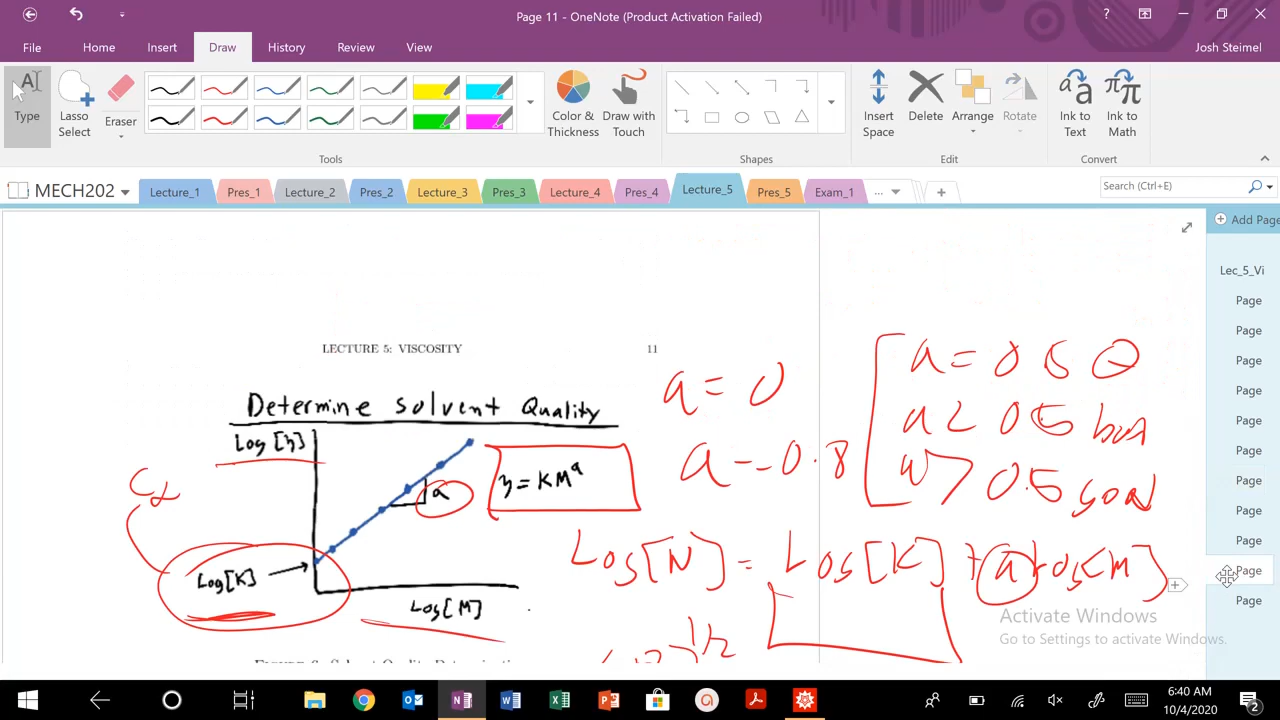 Page 11 - OneNote (Product Activation Failed)
?
File Home Insert Draw History Review View Josh Steimel
Type
Lasso Select
Eraser
Color & Thickness
Draw with Touch
Insert Space
Delete
Arrange
Rotate
Ink to Text
Ink to Math
Tools Shapes Edit Convert
MECH202 Lecture_1 Pres_1 Lecture_2 Pres_2 Lecture_3 Pres_3 Lecture_4 Pres_4 Lecture_5 Pres_5 Exam_1 ... Search (Ctrl+E)
Add Page
Lec_5_Vi
Page
Page
Page
Page
Page
Page
Page
Page
Page
Page
Page
LECTURE 5: VISCOSITY 11
Determine Solvent Quality
Log [η]
η = KM^a
a
Log[K]
Log[M]
a = 0
a = 0.8
a = 0.5 θ
a < 0.5 bad
a > 0.5 good
Log[η] = Log[K] + a Log[M]
Activate Windows
Go to Settings to activate Windows.
6:40 AM
10/4/2020
2